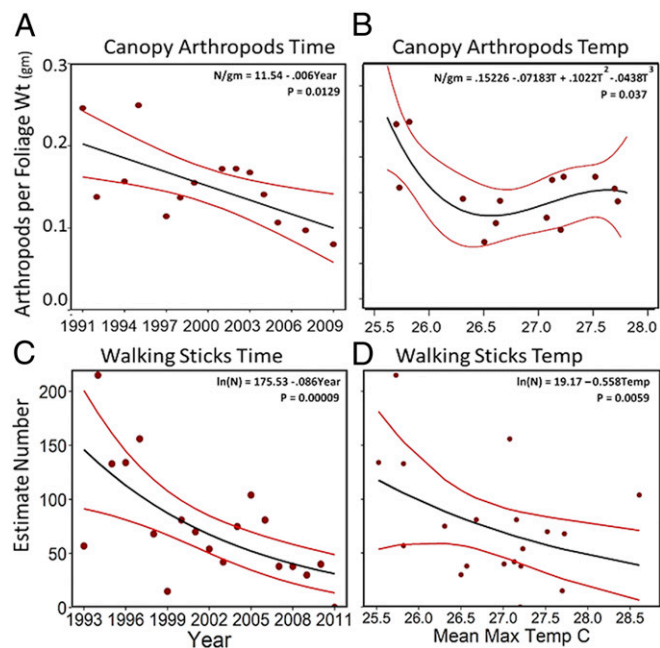 A
Canopy Arthropods Time
N/gm = 11.54 - .006Year
P = 0.0129
Arthropods per Foliage Wt (gm)
0.3
0.2
0.1
0.0
1991 1994 1997 2000 2003 2006 2009
B
Canopy Arthropods Temp
N/gm = .15226 -.07183T + .1022T² -.0438T³
P = 0.037
25.5 26.0 26.5 27.0 27.5 28.0
C
Walking Sticks Time
ln(N) = 175.53 -.086Year
P = 0.00009
Estimate Number
200
150
100
50
0
1993 1996 1999 2002 2005 2008 2011
Year
D
Walking Sticks Temp
ln(N) = 19.17 –0.558Temp
P = 0.0059
25.5 26.0 26.5 27.0 27.5 28.0 28.5
Mean Max Temp C